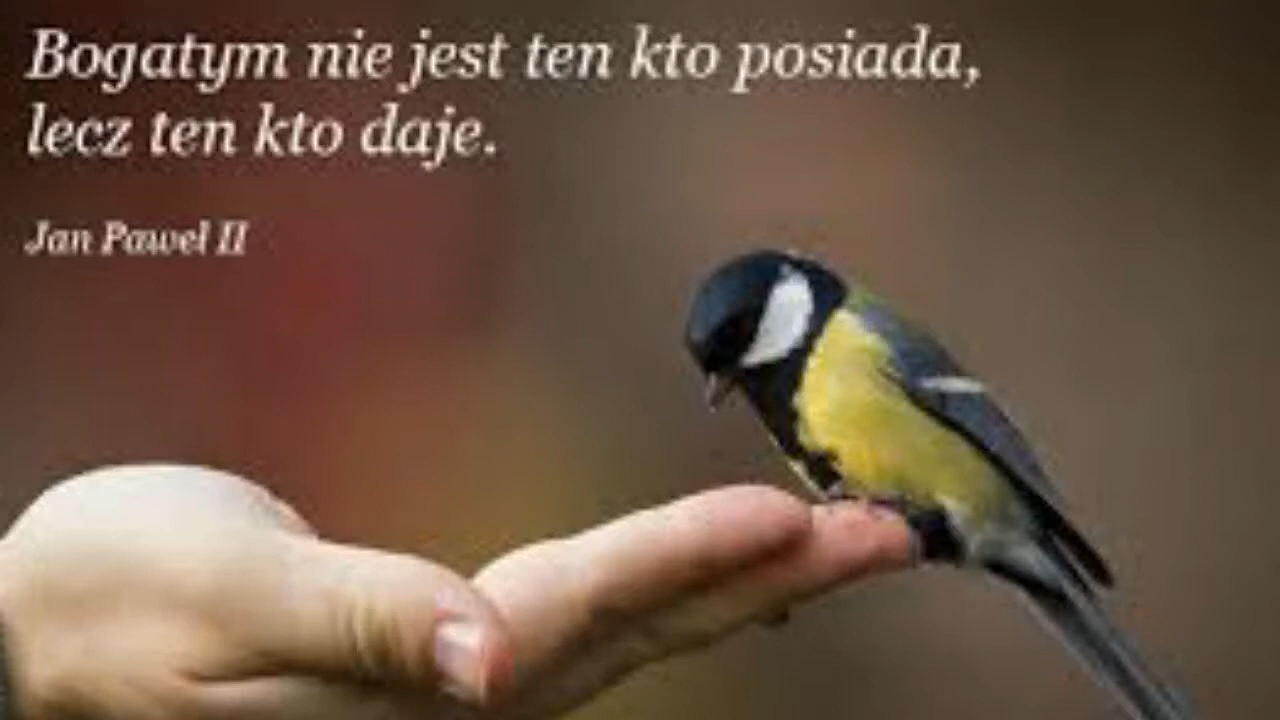 Bogatym nie jest ten kto posiada,
lecz ten kto daje.
Jan Paweł II